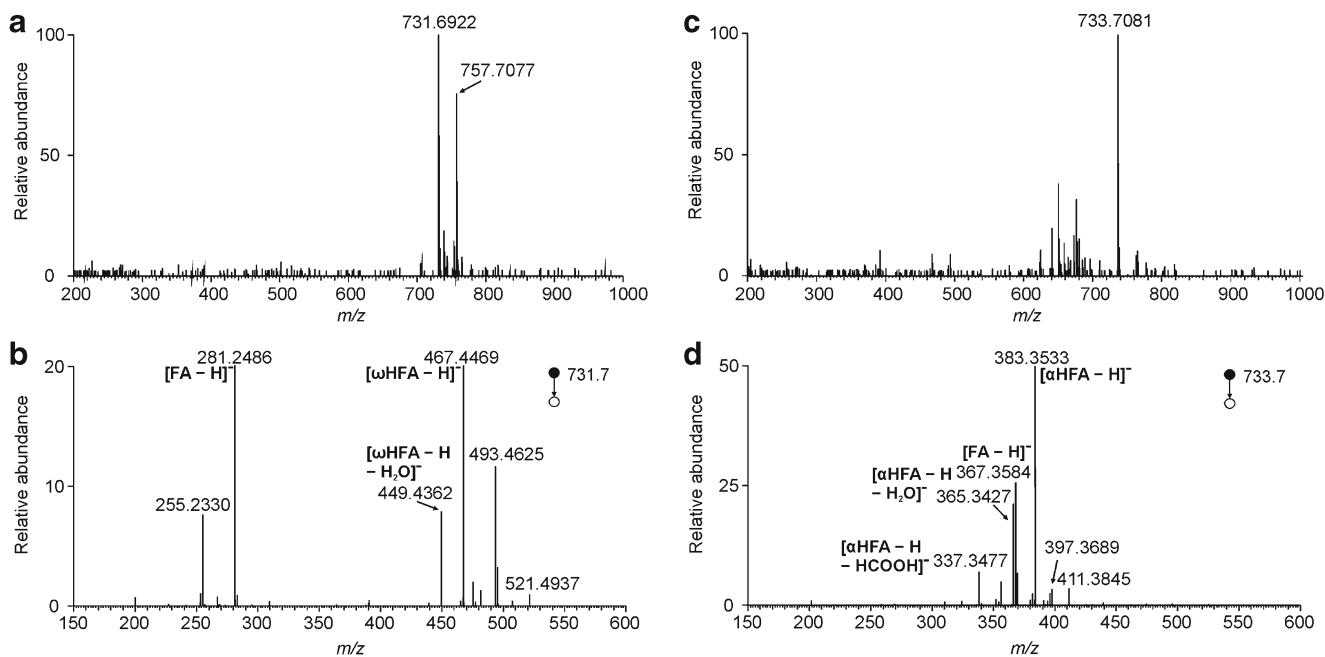 a
100
50
0
Relative abundance
731.6922
757.7077
200 300 400 500 600 700 800 900 1000
m/z
c
100
50
0
Relative abundance
733.7081
200 300 400 500 600 700 800 900 1000
m/z
b
20
10
0
Relative abundance
281.2486
[FA – H]⁻
255.2330
467.4469
[ωHFA – H]⁻
[ωHFA – H
– H₂O]⁻
449.4362
493.4625
521.4937
731.7
150 200 250 300 350 400 450 500 550 600
m/z
d
50
25
0
Relative abundance
383.3533
[αHFA – H]⁻
[FA – H]⁻
367.3584
[αHFA – H
– H₂O]⁻
365.3427
[αHFA – H
– HCOOH]⁻
337.3477
397.3689
411.3845
733.7
150 200 250 300 350 400 450 500 550 600
m/z